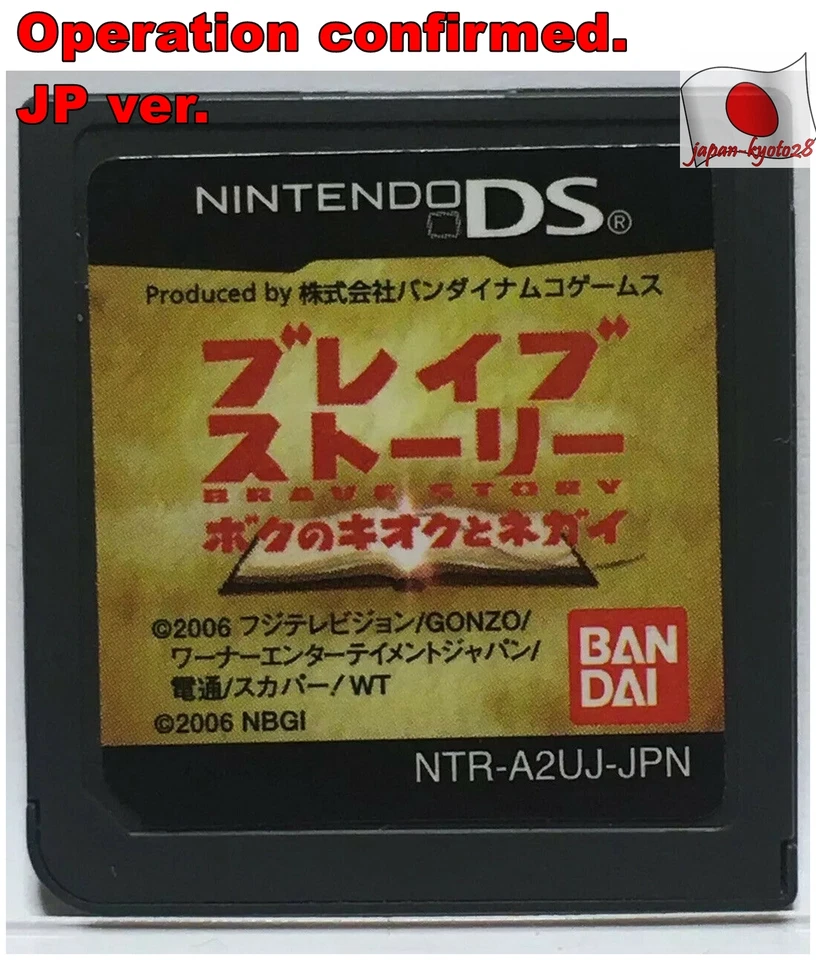 Operation confirmed.
JP ver.
japan-kyoto28
NINTENDO DS®
Produced by 株式会社バンダイナムコゲームス
ブレイブ
ストーリー
BRAVE STORY
ボクのキオクとネガイ
©2006 フジテレビジョン/GONZO/
ワーナーエンターテイメントジャパン/
電通/スカパー!/WT
©2006 NBGI
BAN
DAI
NTR-A2UJ-JPN